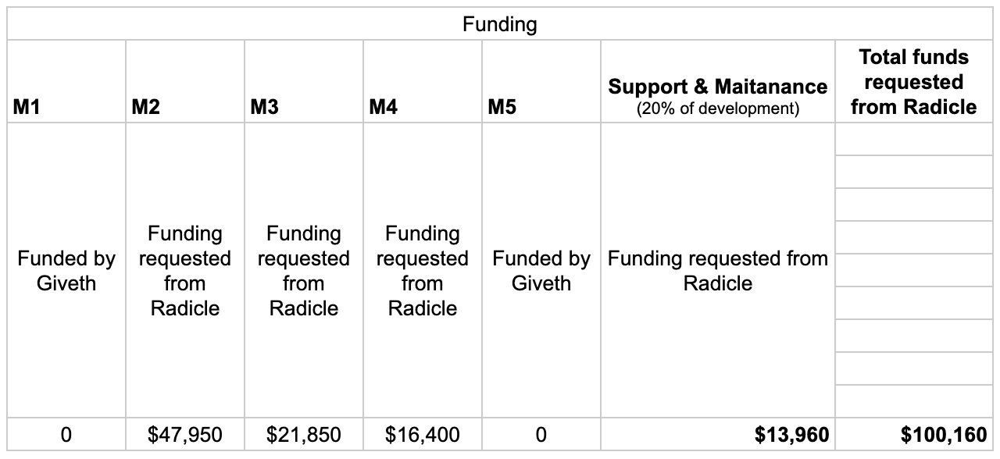 Funding
M1
M2
M3
M4
M5
Support & Maitanance
(20% of development)
Total funds
requested
from Radicle
Funded by
Giveth
Funding
requested
from
Radicle
Funding
requested
from
Radicle
Funding
requested
from
Radicle
Funded by
Giveth
Funding requested from
Radicle
0
$47,950
$21,850
$16,400
0
$13,960
$100,160